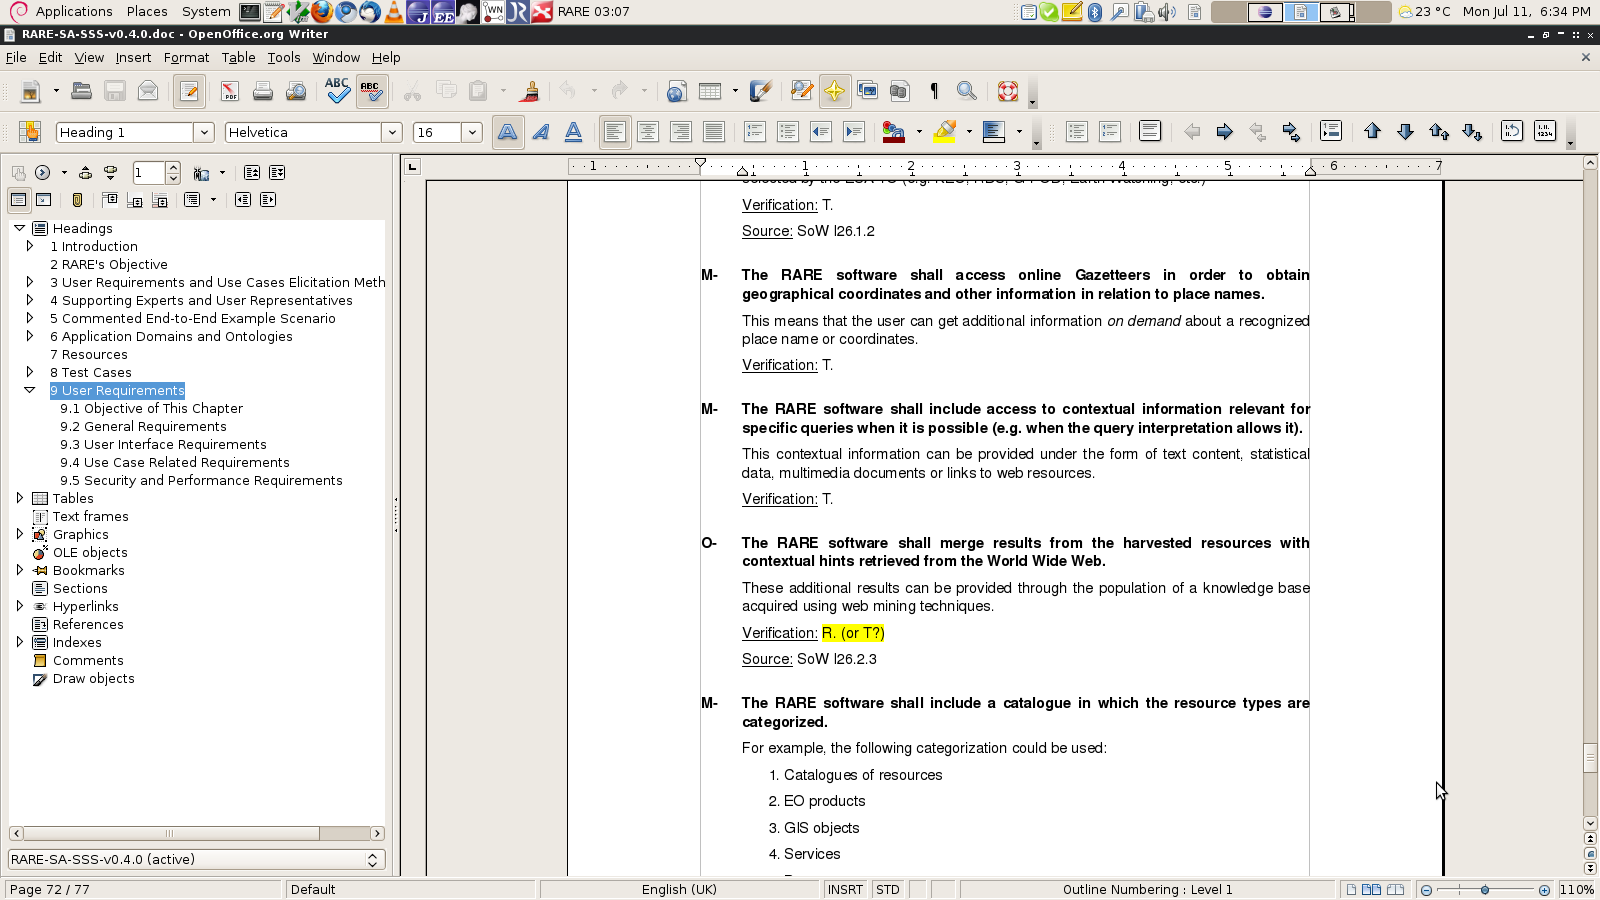 Applications Places System RARE 03:07 23 °C Mon Jul 11, 6:34 PM
RARE-SA-SSS-v0.4.0.doc - OpenOffice.org Writer
File Edit View Insert Format Table Tools Window Help
Heading 1 Helvetica 16
1
Headings
1 Introduction
2 RARE's Objective
3 User Requirements and Use Cases Elicitation Meth
4 Supporting Experts and User Representatives
5 Commented End-to-End Example Scenario
6 Application Domains and Ontologies
7 Resources
8 Test Cases
9 User Requirements
9.1 Objective of This Chapter
9.2 General Requirements
9.3 User Interface Requirements
9.4 Use Case Related Requirements
9.5 Security and Performance Requirements
Tables
Text frames
Graphics
OLE objects
Bookmarks
Sections
Hyperlinks
References
Indexes
Comments
Draw objects
RARE-SA-SSS-v0.4.0 (active)
1 1 2 3 4 5 6 7
Verification: T.
Source: SoW I26.1.2
M- The RARE software shall access online Gazetteers in order to obtain
geographical coordinates and other information in relation to place names.
This means that the user can get additional information on demand about a recognized
place name or coordinates.
Verification: T.
M- The RARE software shall include access to contextual information relevant for
specific queries when it is possible (e.g. when the query interpretation allows it).
This contextual information can be provided under the form of text content, statistical
data, multimedia documents or links to web resources.
Verification: T.
O- The RARE software shall merge results from the harvested resources with
contextual hints retrieved from the World Wide Web.
These additional results can be provided through the population of a knowledge base
acquired using web mining techniques.
Verification: R. (or T?)
Source: SoW I26.2.3
M- The RARE software shall include a catalogue in which the resource types are
categorized.
For example, the following categorization could be used:
1. Catalogues of resources
2. EO products
3. GIS objects
4. Services
Page 72 / 77 Default English (UK) INSRT STD Outline Numbering : Level 1 110%